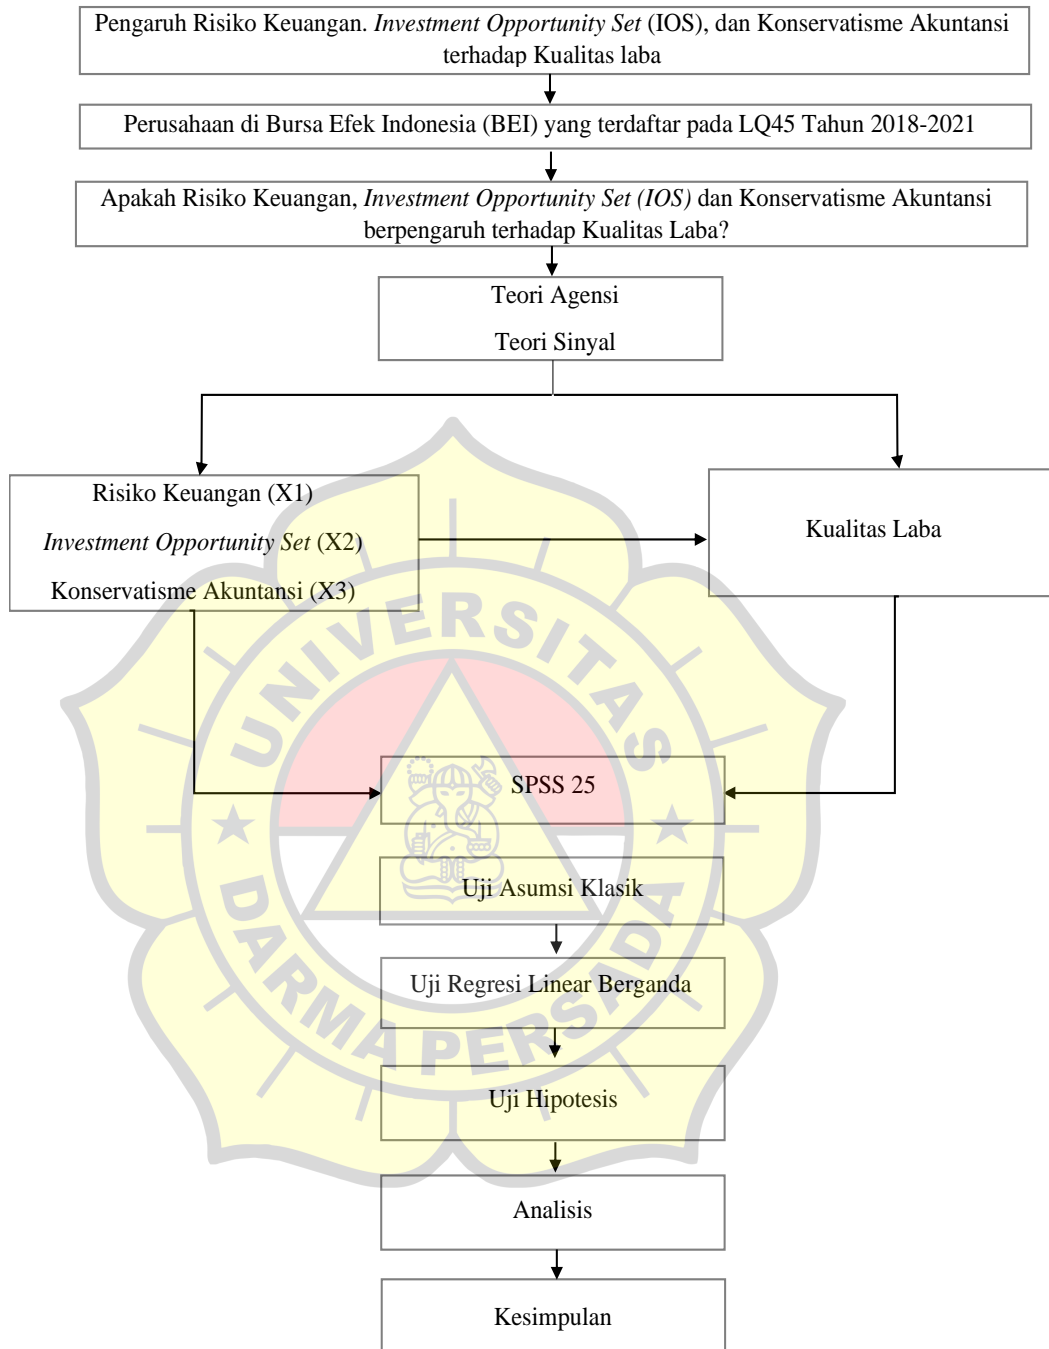 Pengaruh Risiko Keuangan. Investment Opportunity Set (IOS), dan Konservatisme Akuntansi
terhadap Kualitas laba
Perusahaan di Bursa Efek Indonesia (BEI) yang terdaftar pada LQ45 Tahun 2018-2021
Apakah Risiko Keuangan, Investment Opportunity Set (IOS) dan Konservatisme Akuntansi
berpengaruh terhadap Kualitas Laba?
Teori Agensi
Teori Sinyal
Risiko Keuangan (X1)
Investment Opportunity Set (X2)
Konservatisme Akuntansi (X3)
Kualitas Laba
UNIVERSITAS
DARMA PERSADA
SPSS 25
Uji Asumsi Klasik
Uji Regresi Linear Berganda
Uji Hipotesis
Analisis
Kesimpulan